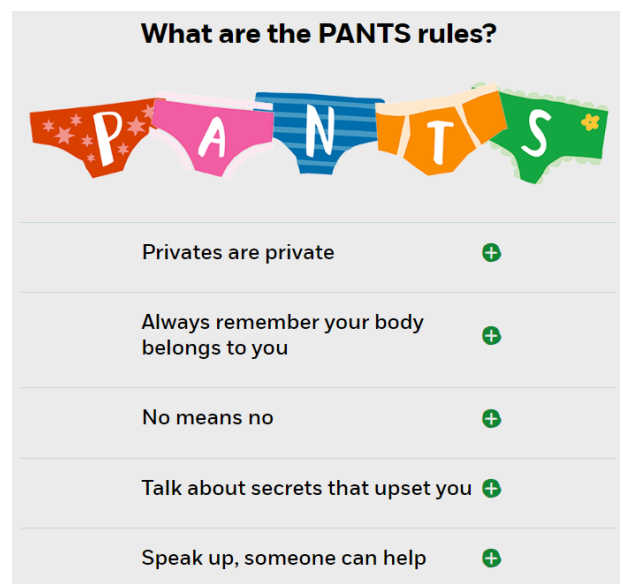 What are the PANTS rules?
P A N T S
Privates are private
Always remember your body
belongs to you
No means no
Talk about secrets that upset you
Speak up, someone can help